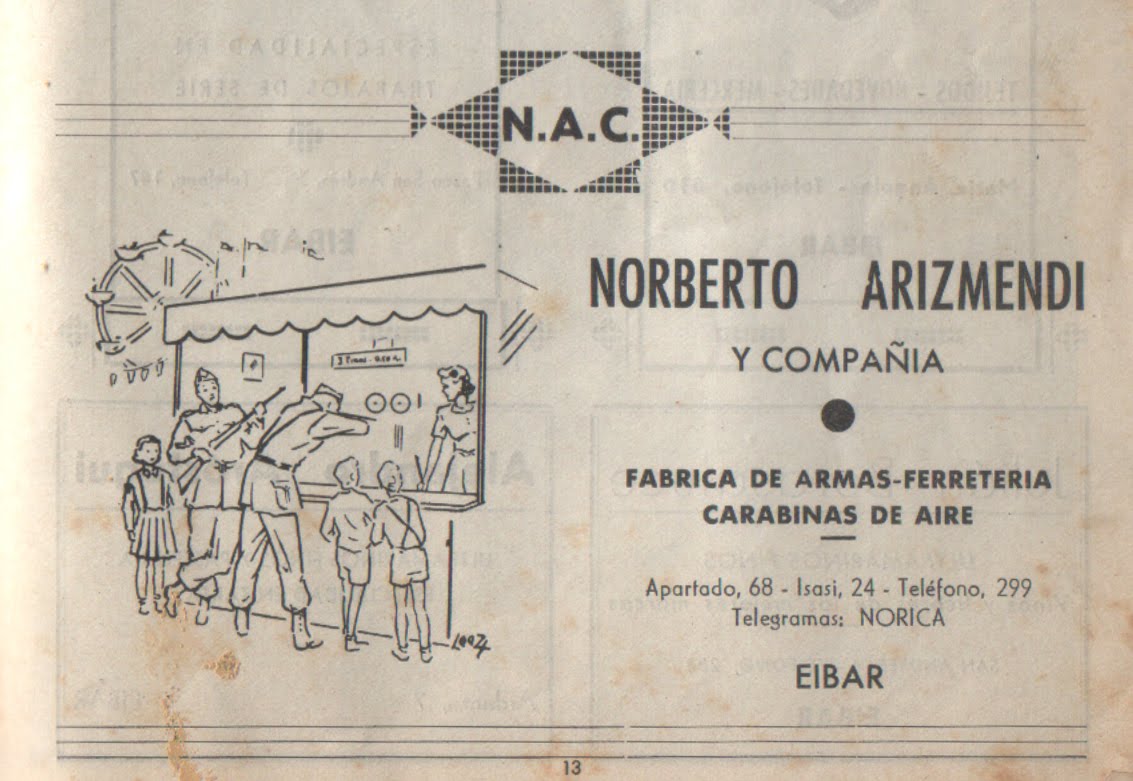 N.A.C.
NORBERTO ARIZMENDI
Y COMPAÑIA
FABRICA DE ARMAS-FERRETERIA
CARABINAS DE AIRE
Apartado, 68 - Isasi, 24 - Teléfono, 299
Telegramas: NORICA
EIBAR
13